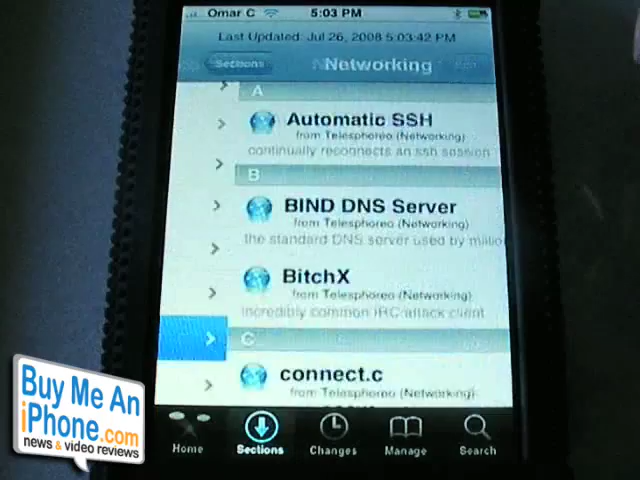 Omar C
5:03 PM
Last Updated: Jul 26, 2008 5:03:42 PM
Sections
Networking
A
Automatic SSH
from Telesphoreo (Networking)
continually reconnects an ssh session
B
BIND DNS Server
from Telesphoreo (Networking)
the standard DNS server used by millio
BitchX
from Telesphoreo (Networking)
incredibly common IRC attack client
C
connect.c
from Telesphoreo (Networking)
Home
Sections
Changes
Manage
Search
Buy Me An
iPhone.com
news & video reviews